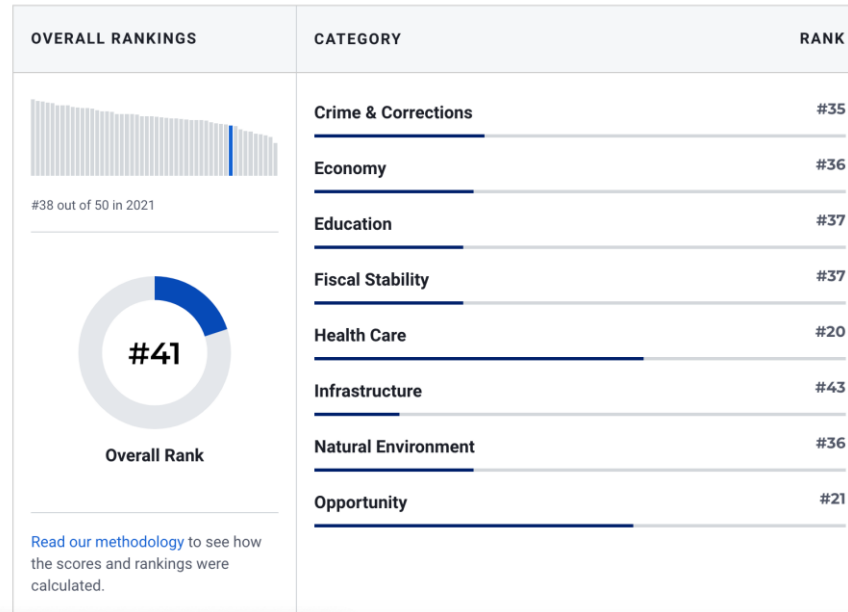 OVERALL RANKINGS
CATEGORY
RANK
#38 out of 50 in 2021
#41
Overall Rank
Read our methodology to see how
the scores and rankings were
calculated.
Crime & Corrections
#35
Economy
#36
Education
#37
Fiscal Stability
#37
Health Care
#20
Infrastructure
#43
Natural Environment
#36
Opportunity
#21